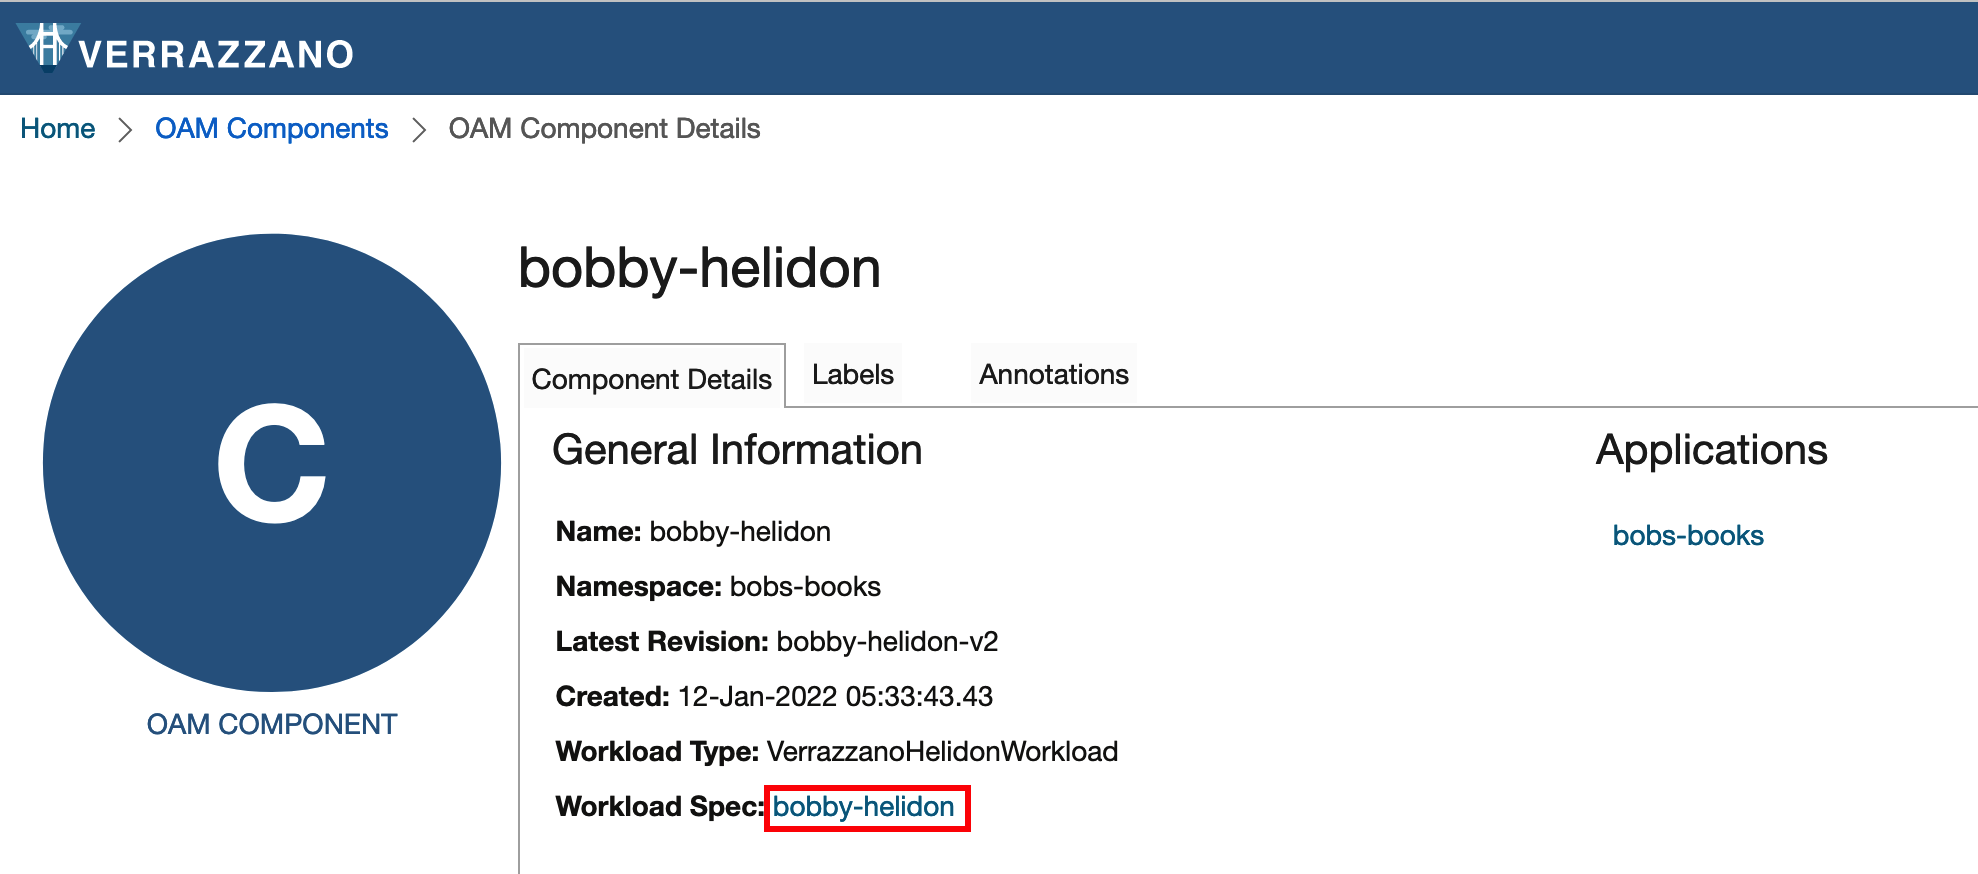 VERRAZZANO
Home > OAM Components > OAM Component Details
bobby-helidon
Component Details Labels Annotations
General Information
Applications
Name: bobby-helidon
bobs-books
Namespace: bobs-books
Latest Revision: bobby-helidon-v2
Created: 12-Jan-2022 05:33:43.43
Workload Type: VerrazzanoHelidonWorkload
Workload Spec: bobby-helidon
C
OAM COMPONENT